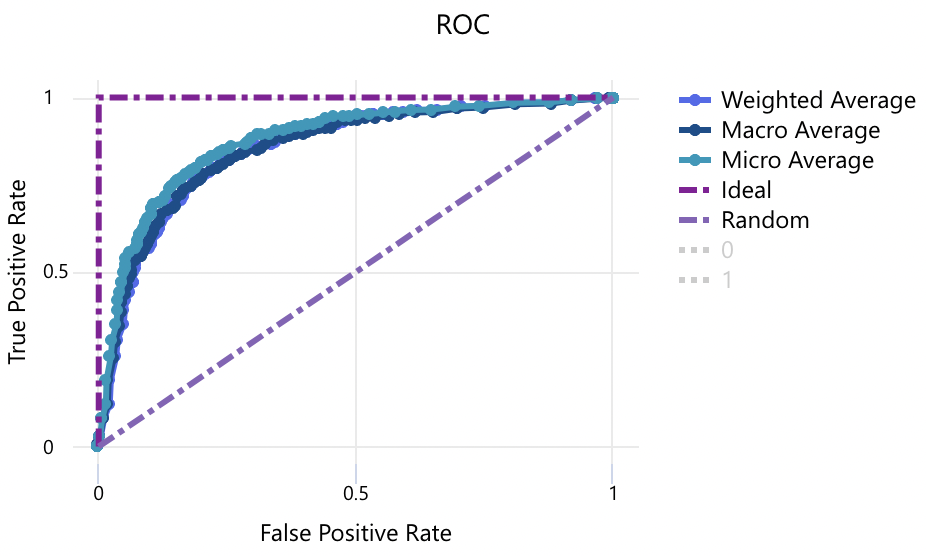 ROC
1
0.5
0
True Positive Rate
0
0.5
1
False Positive Rate
Weighted Average
Macro Average
Micro Average
Ideal
Random
0
1